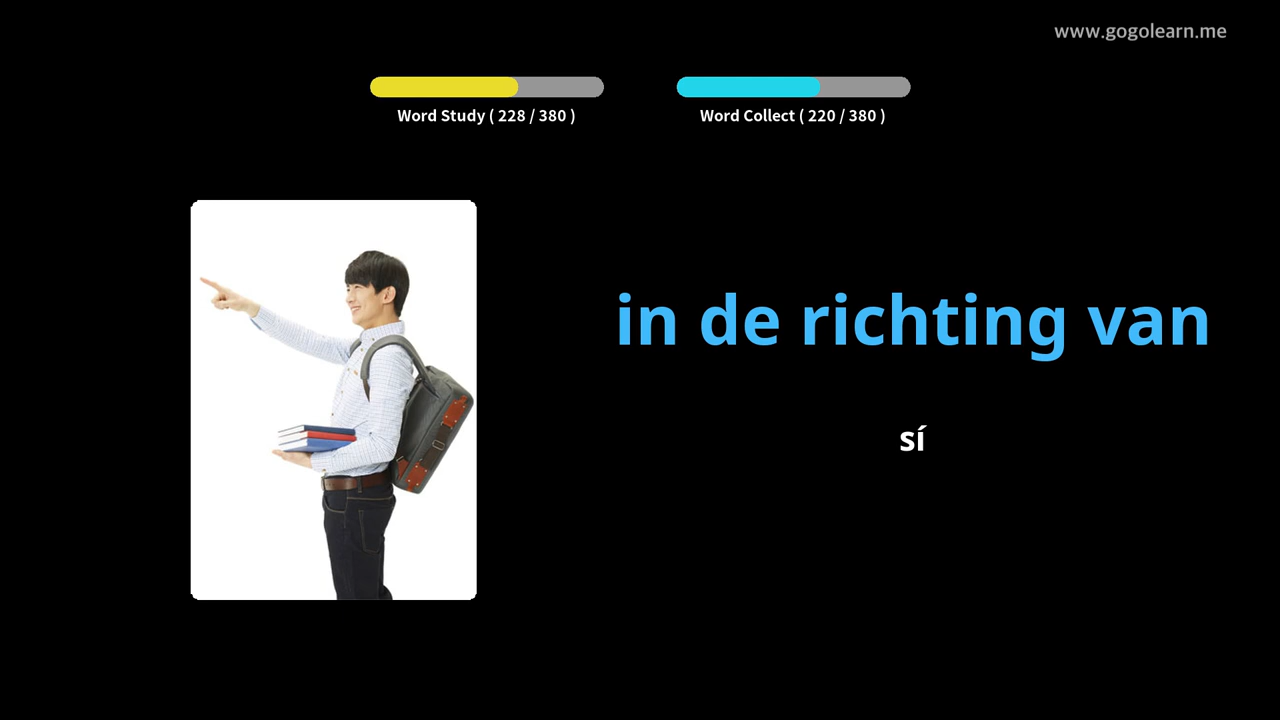 www.gogolearn.me
Word Study ( 228 / 380 )
Word Collect ( 220 / 380 )
in de richting van
sí